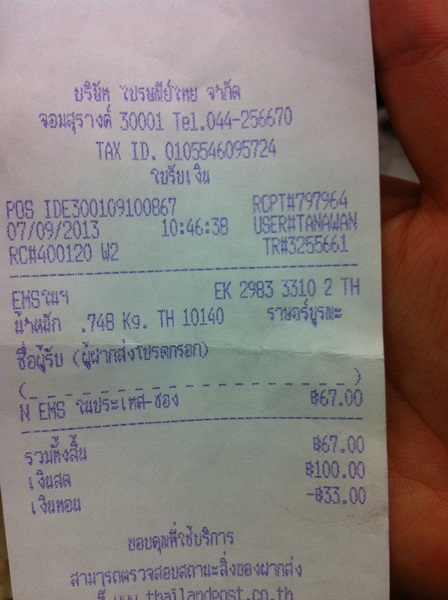 บริษัท ไปรษณีย์ไทย จำกัด
จอมสุรางค์ 30001 Tel.044-256670
TAX ID. 0105546095724
ใบรับเงิน
POS IDE300109100867 RCPT#797964
07/09/2013 10:46:38 USER#TANAWAN
RC#400120 W2 TR#3255661
EMSในฯ EK 2983 3310 2 TH
น้ำหนัก .748 Kg. TH 10140 ราษฎร์บูรณะ
ชื่อผู้รับ (ผู้ฝากส่งโปรดกรอก)
(_ _ _ _ _ _ _ _ _ _ _ _ _ _ _ _ _ _ _ _)
N EMS ในประเทศ-ซอง ฿67.00
รวมทั้งสิ้น ฿67.00
เงินสด ฿100.00
เงินทอน -฿33.00
ขอบคุณที่ใช้บริการ
สามารถตรวจสอบสถานะสิ่งของฝากส่ง
ที่ www.thailandpost.co.th